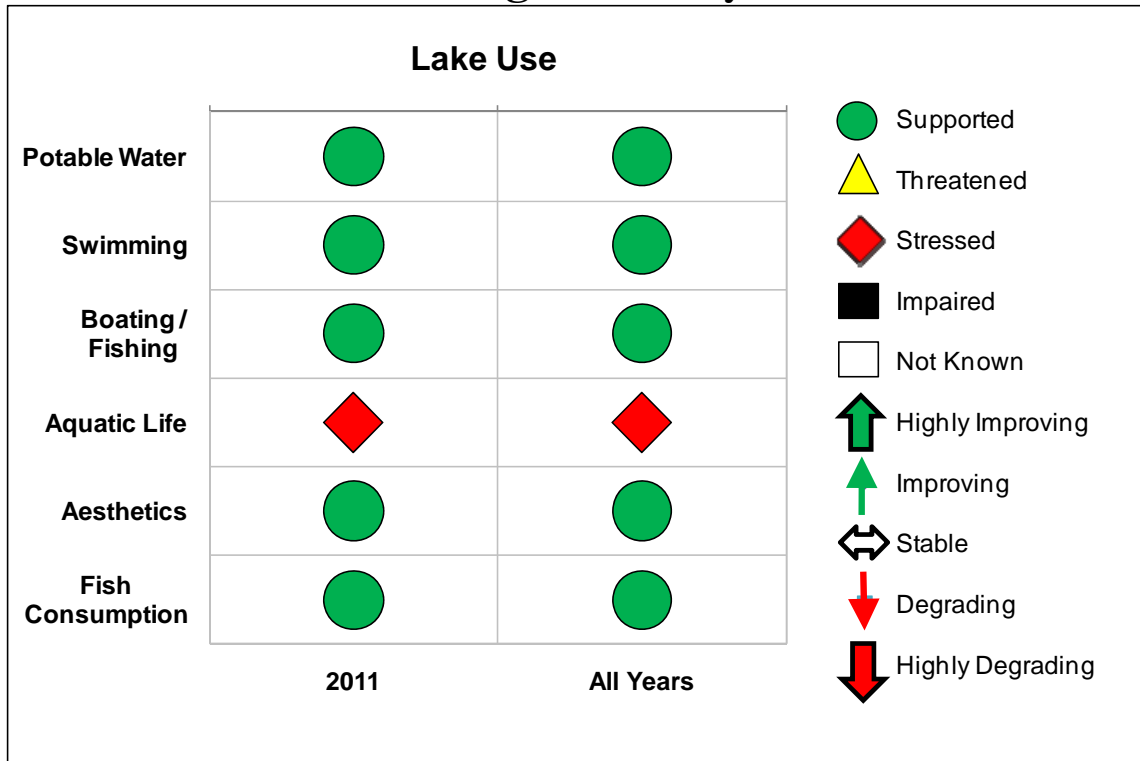 Lake Use
Potable Water
Swimming
Boating /
Fishing
Aquatic Life
Aesthetics
Fish
Consumption
2011
All Years
Supported
Threatened
Stressed
Impaired
Not Known
Highly Improving
Improving
Stable
Degrading
Highly Degrading